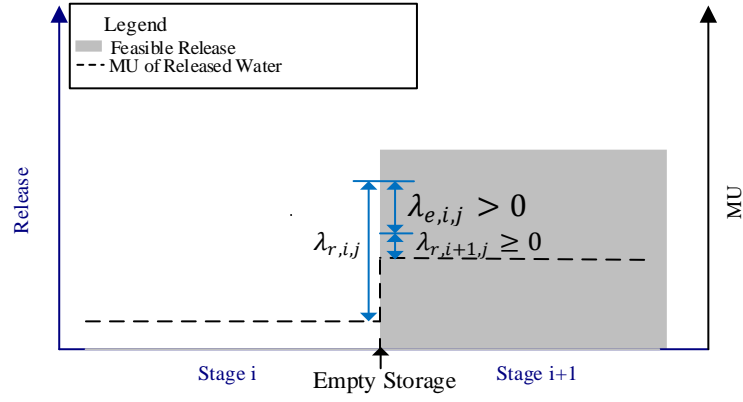 Legend
Feasible Release
MU of Released Water
Release
MU
λe,i,j > 0
λr,i,j
λr,i+1,j ≥ 0
Stage i
Empty Storage
Stage i+1